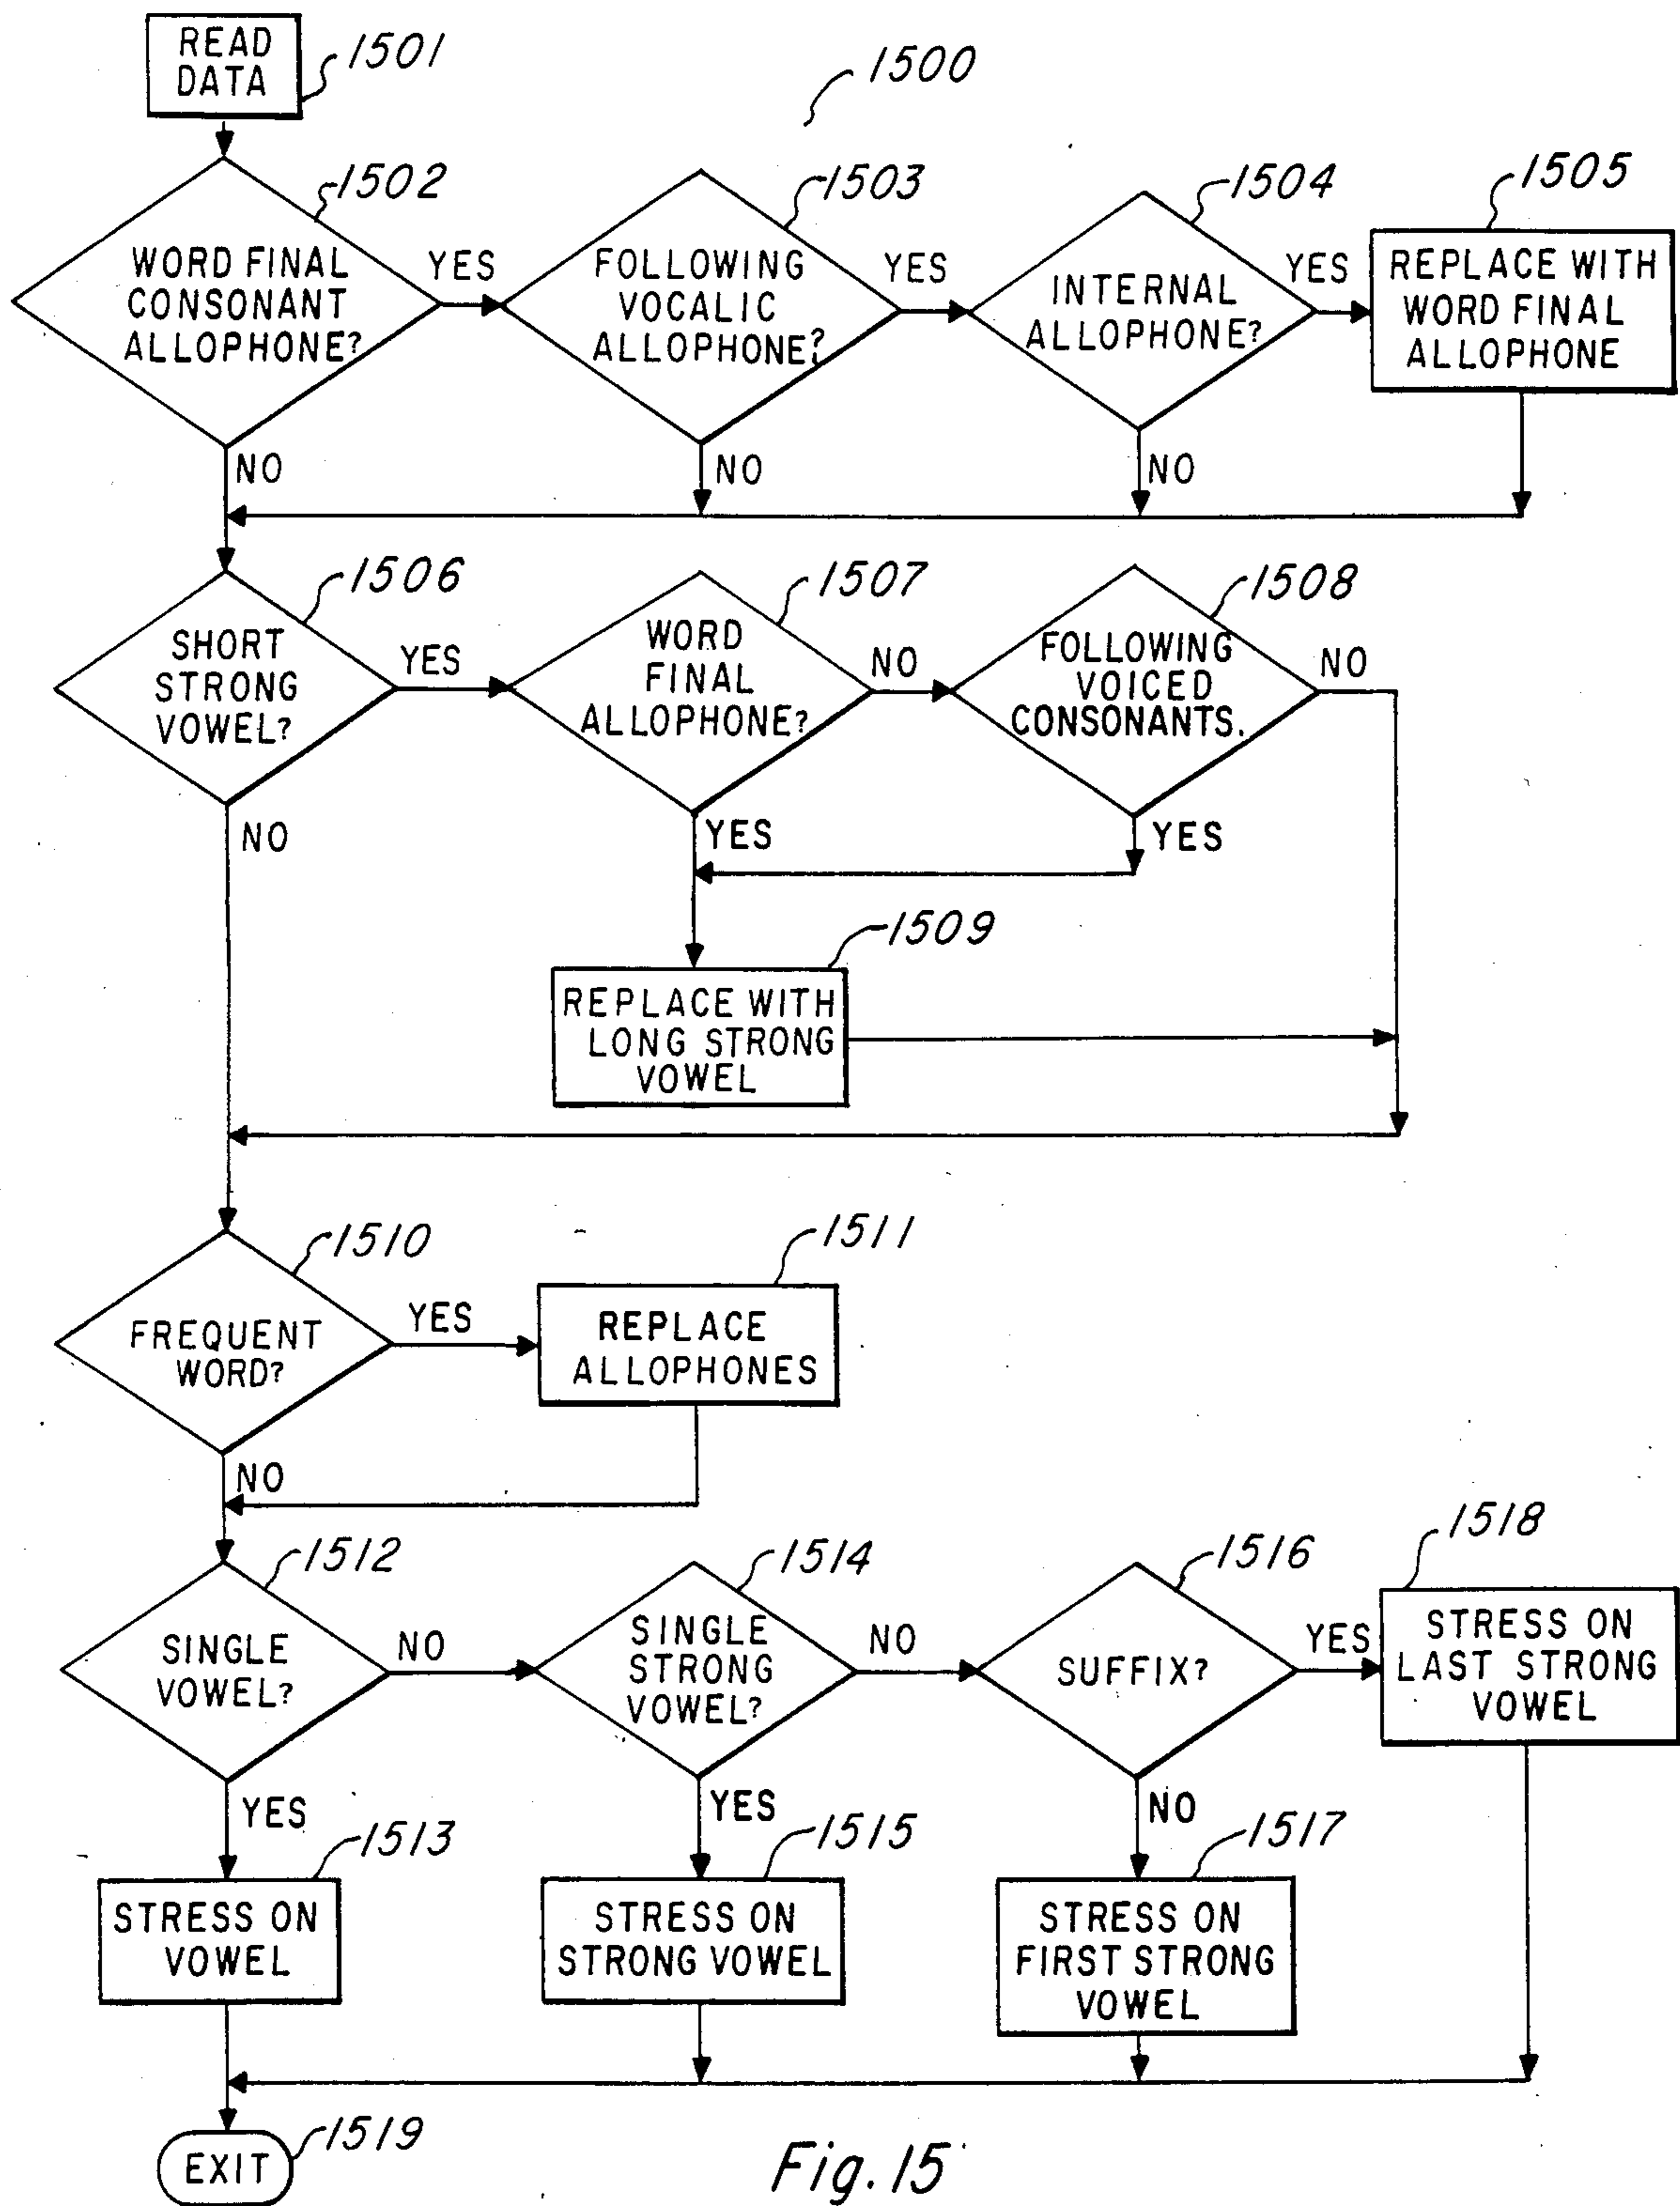 READ
DATA
1501
1500
1502
WORD FINAL
CONSONANT
ALLOPHONE?
YES
NO
1503
FOLLOWING
VOCALIC
ALLOPHONE?
YES
NO
1504
INTERNAL
ALLOPHONE?
YES
NO
1505
REPLACE WITH
WORD FINAL
ALLOPHONE
1506
SHORT
STRONG
VOWEL?
YES
NO
1507
WORD
FINAL
ALLOPHONE?
NO
YES
1508
FOLLOWING
VOICED
CONSONANTS.
NO
YES
1509
REPLACE WITH
LONG STRONG
VOWEL
1510
FREQUENT
WORD?
YES
NO
1511
REPLACE
ALLOPHONES
1512
SINGLE
VOWEL?
NO
YES
1514
SINGLE
STRONG
VOWEL?
NO
YES
1516
SUFFIX?
YES
NO
1518
STRESS ON
LAST STRONG
VOWEL
1513
STRESS ON
VOWEL
1515
STRESS ON
STRONG VOWEL
1517
STRESS ON
FIRST STRONG
VOWEL
EXIT
1519
Fig. 15